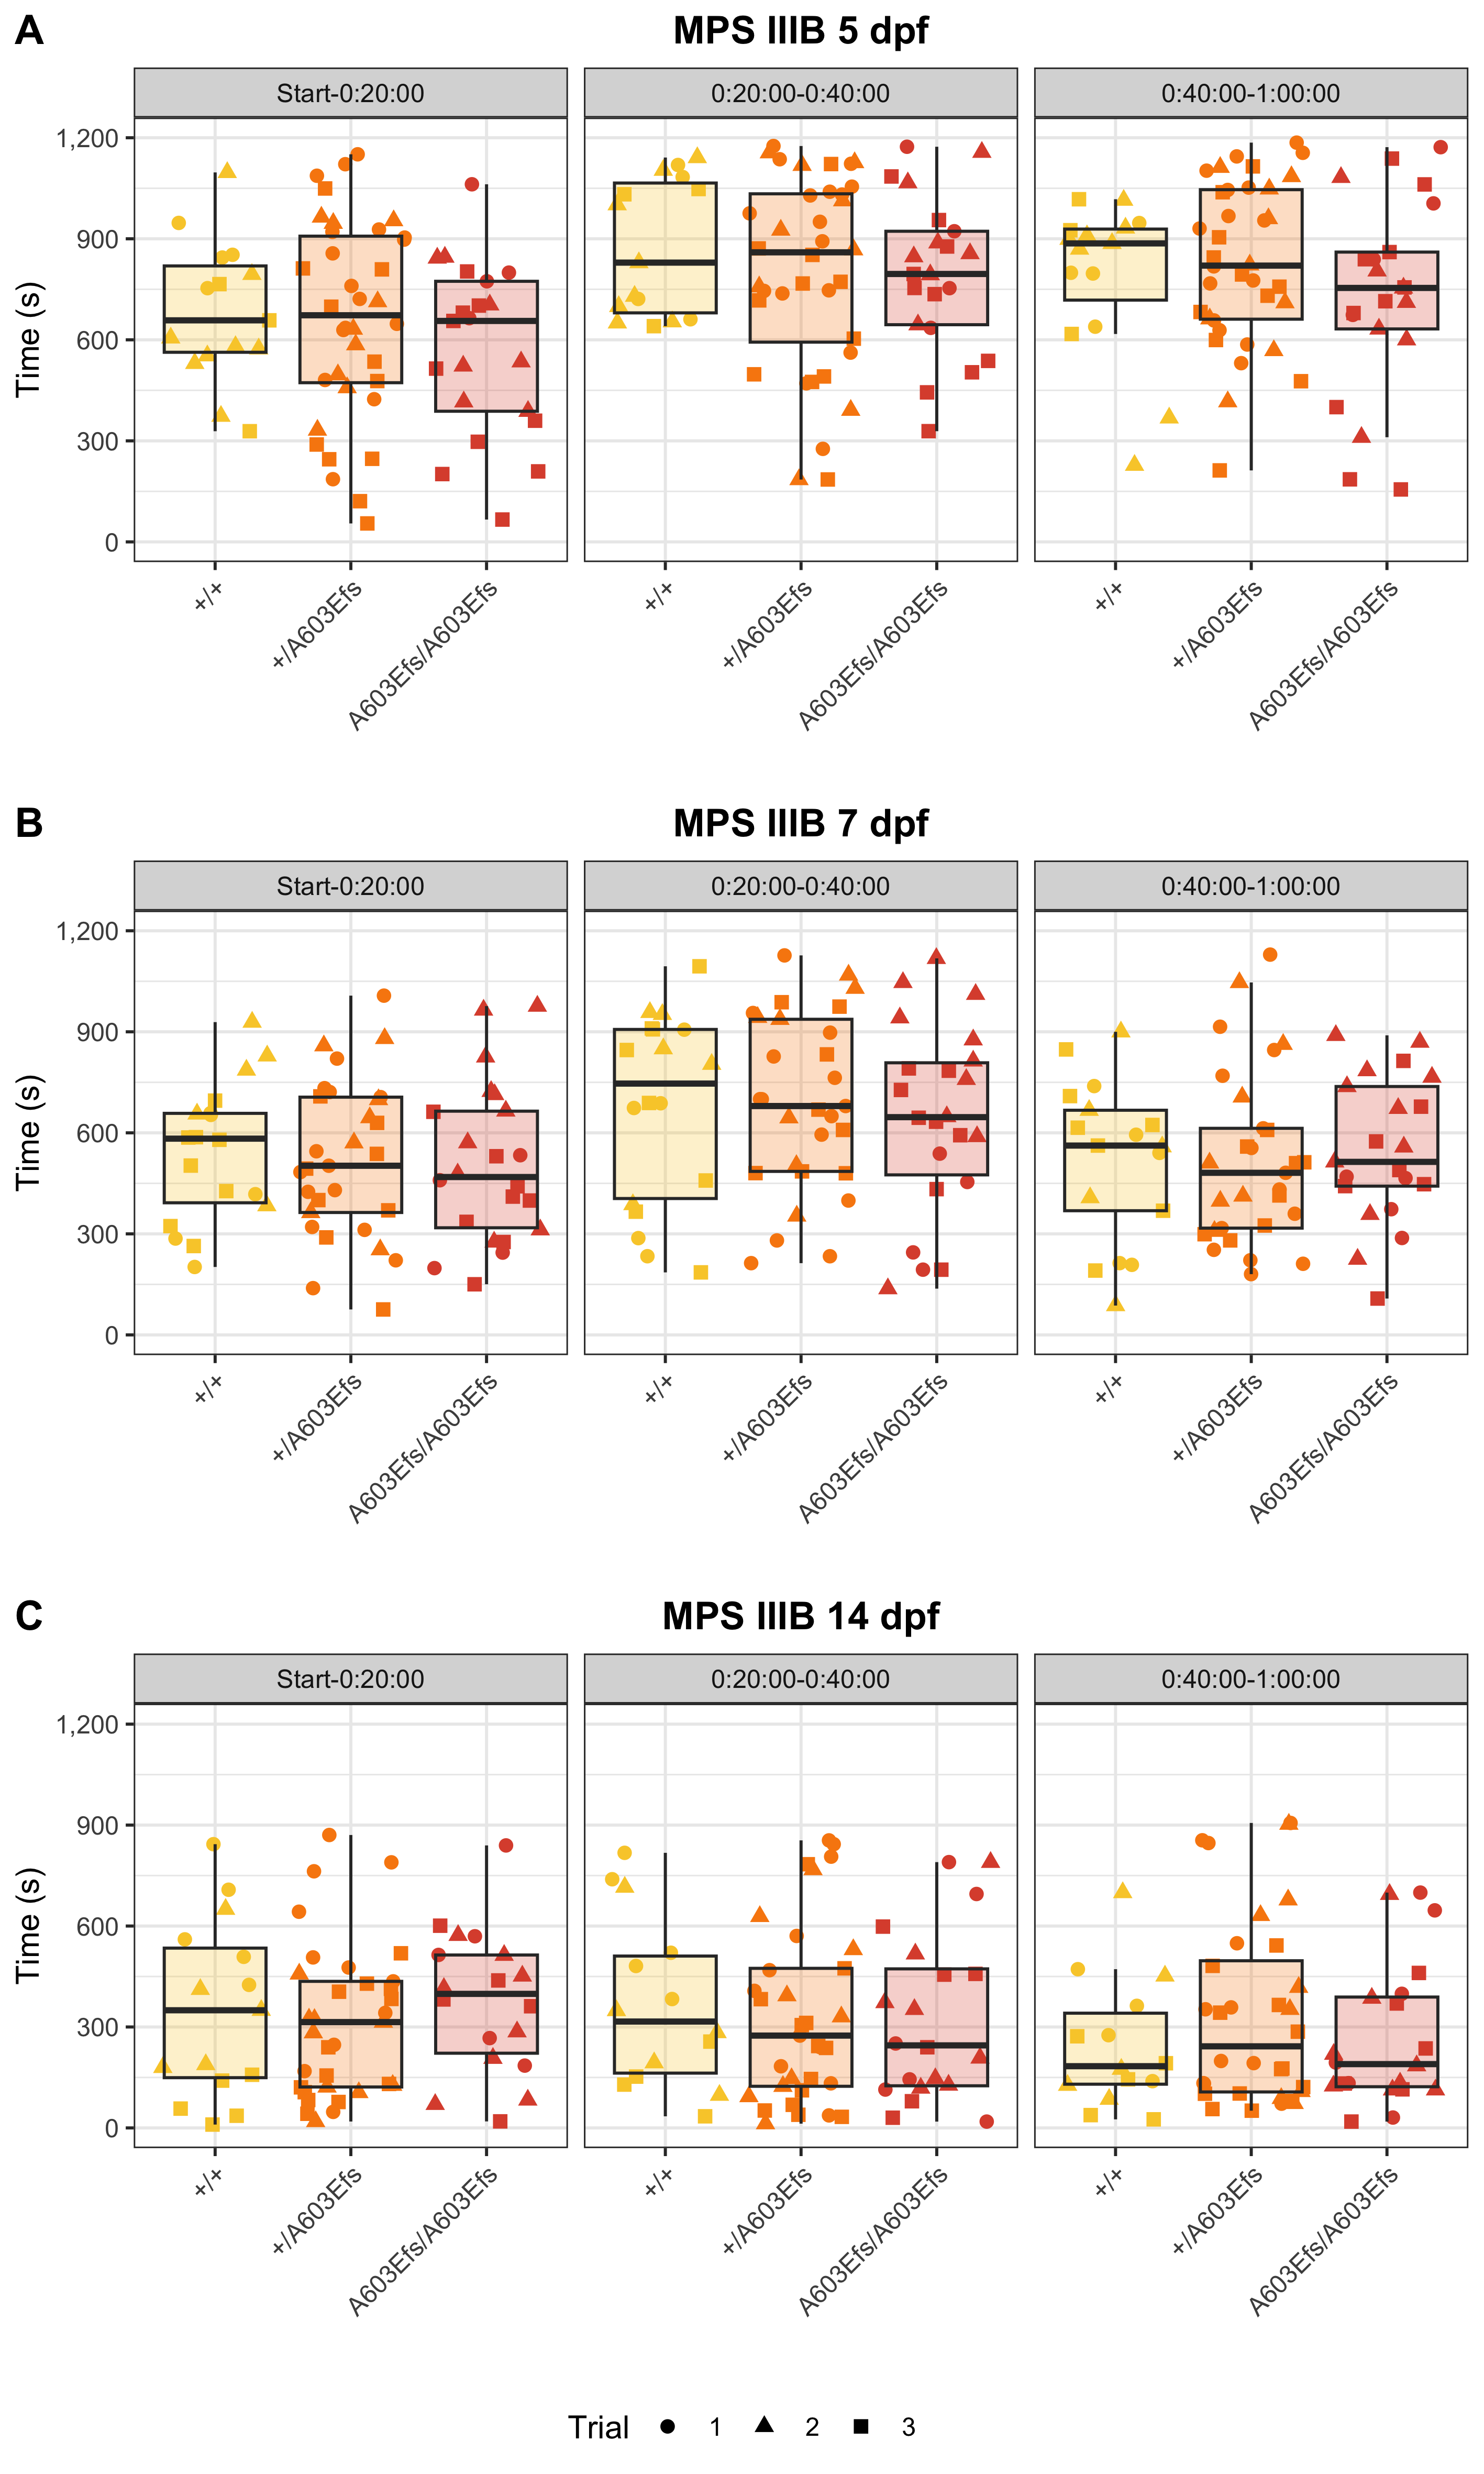 A
MPS IIIB 5 dpf
Start-0:20:00 0:20:00-0:40:00 0:40:00-1:00:00
Time (s)
1,200
900
600
300
0
+/+ +/A603Efs A603Efs/A603Efs +/+ +/A603Efs A603Efs/A603Efs +/+ +/A603Efs A603Efs/A603Efs
B
MPS IIIB 7 dpf
Start-0:20:00 0:20:00-0:40:00 0:40:00-1:00:00
Time (s)
1,200
900
600
300
0
+/+ +/A603Efs A603Efs/A603Efs +/+ +/A603Efs A603Efs/A603Efs +/+ +/A603Efs A603Efs/A603Efs
C
MPS IIIB 14 dpf
Start-0:20:00 0:20:00-0:40:00 0:40:00-1:00:00
Time (s)
1,200
900
600
300
0
+/+ +/A603Efs A603Efs/A603Efs +/+ +/A603Efs A603Efs/A603Efs +/+ +/A603Efs A603Efs/A603Efs
Trial 1 2 3